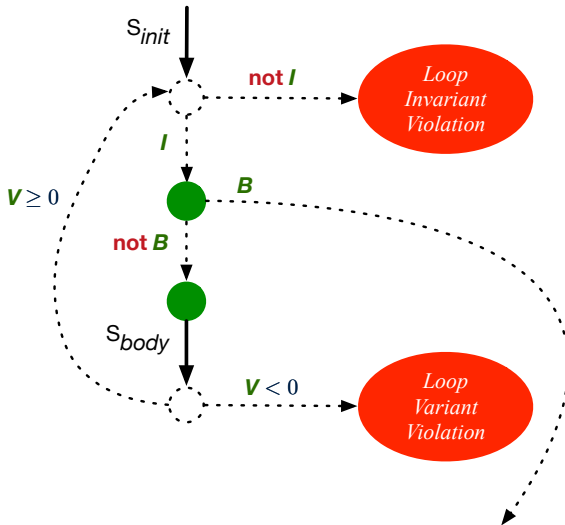 S_init
not I
Loop
Invariant
Violation
I
B
V ≥ 0
not B
S_body
V < 0
Loop
Variant
Violation